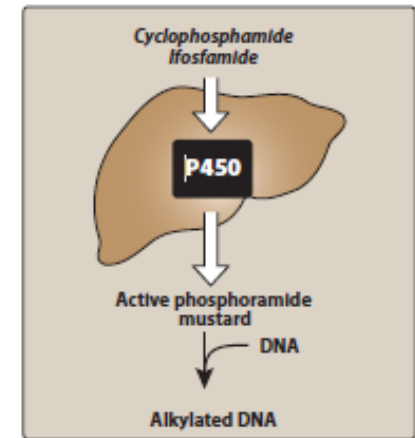 Cyclophosphamide
Ifosfamide
P450
Active phosphoramide
mustard
DNA
Alkylated DNA